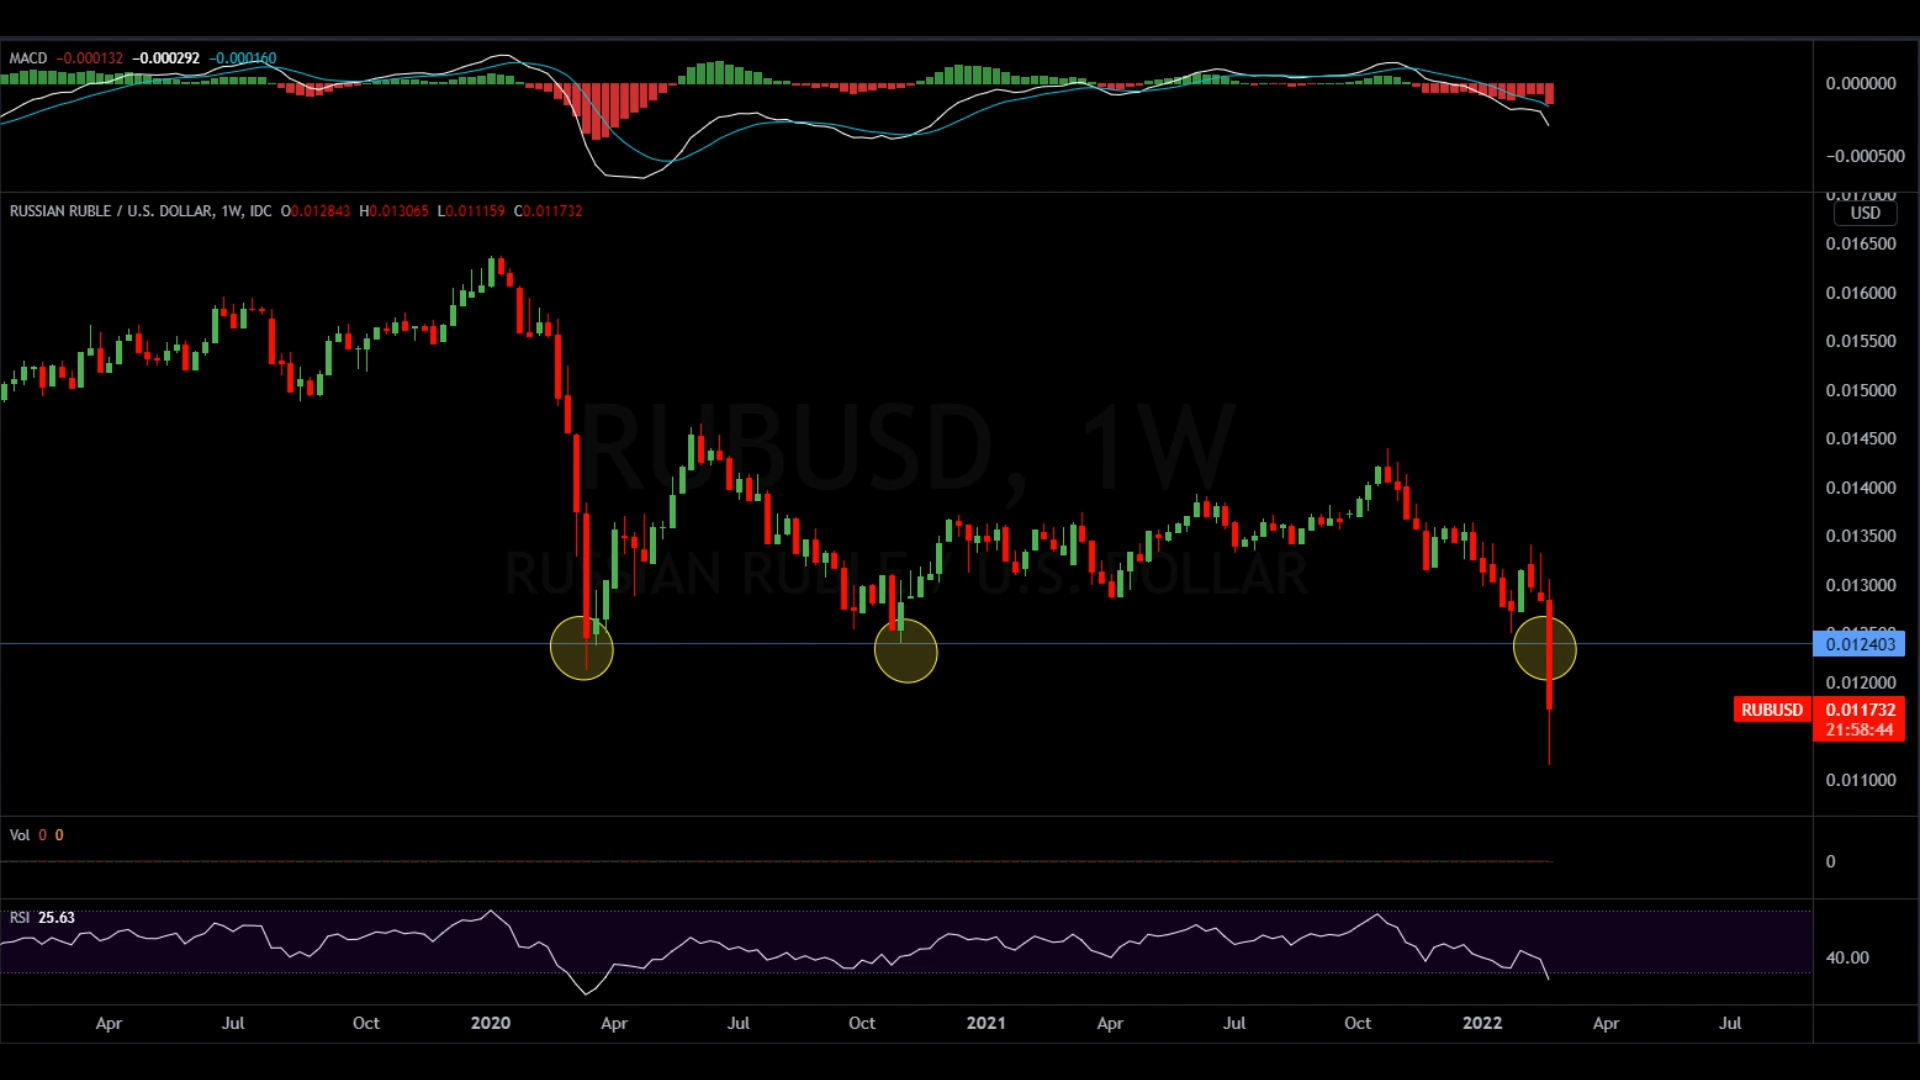 MACD −0.000132 −0.000292 −0.000160
0.000000
−0.000500
RUSSIAN RUBLE / U.S. DOLLAR, 1W, IDC O0.012843 H0.013065 L0.011159 C0.011732
0.017000
USD
0.016500
0.016000
0.015500
0.015000
0.014500
0.014000
0.013500
0.013000
0.012500
0.012403
0.012000
RUBUSD 0.011732
21:58:44
0.011000
RUBUSD, 1W
RUSSIAN RUBLE / U.S. DOLLAR
Vol 0 0
0
RSI 25.63
40.00
Apr Jul Oct 2020 Apr Jul Oct 2021 Apr Jul Oct 2022 Apr Jul